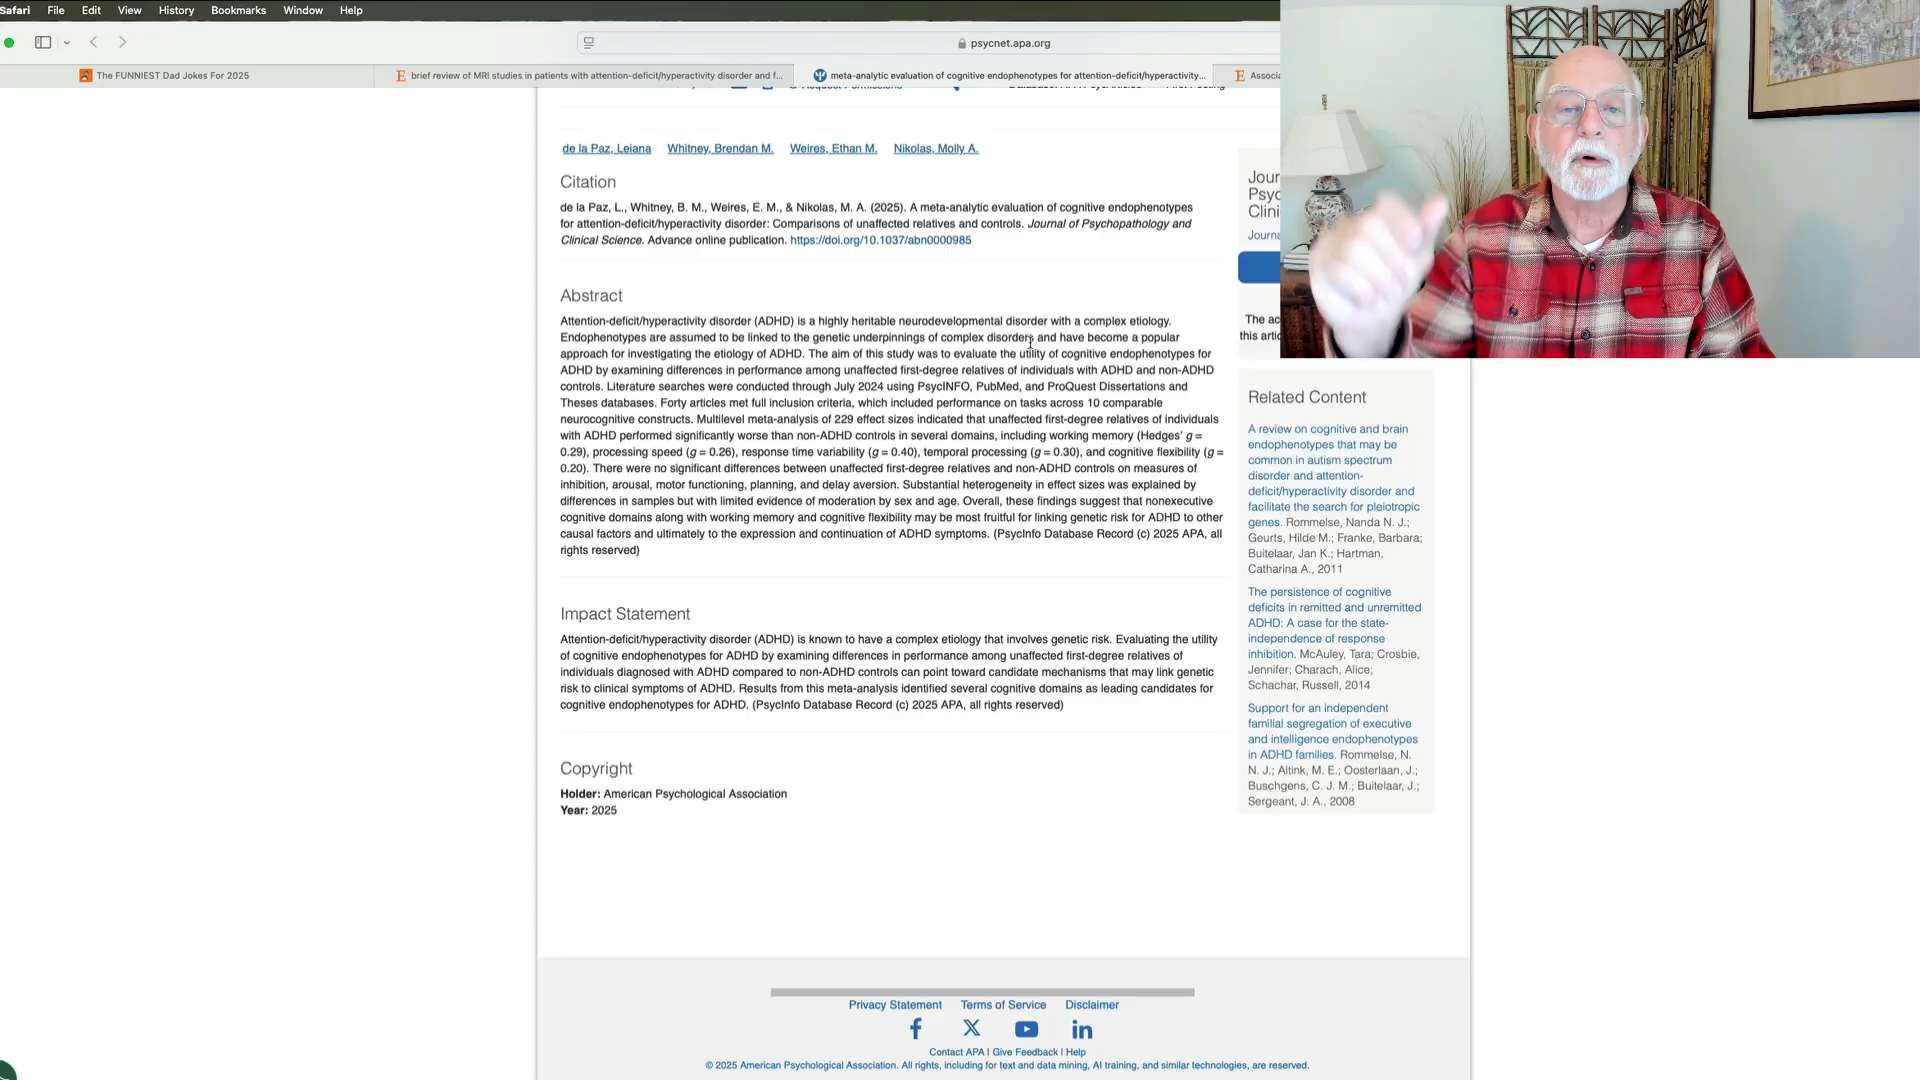 Safari File Edit View History Bookmarks Window Help
psycnet.apa.org
The FUNNIEST Dad Jokes For 2025
brief review of MRI studies in patients with attention-deficit/hyperactivity disorder and f...
meta-analytic evaluation of cognitive endophenotypes for attention-deficit/hyperactivity...
Associa
de la Paz, Leiana Whitney, Brendan M. Weires, Ethan M. Nikolas, Molly A.
Citation
de la Paz, L., Whitney, B. M., Weires, E. M., & Nikolas, M. A. (2025). A meta-analytic evaluation of cognitive endophenotypes
for attention-deficit/hyperactivity disorder: Comparisons of unaffected relatives and controls. Journal of Psychopathology and
Clinical Science. Advance online publication. https://doi.org/10.1037/abn0000985
Abstract
Attention-deficit/hyperactivity disorder (ADHD) is a highly heritable neurodevelopmental disorder with a complex etiology.
Endophenotypes are assumed to be linked to the genetic underpinnings of complex disorders and have become a popular
approach for investigating the etiology of ADHD. The aim of this study was to evaluate the utility of cognitive endophenotypes for
ADHD by examining differences in performance among unaffected first-degree relatives of individuals with ADHD and non-ADHD
controls. Literature searches were conducted through July 2024 using PsycINFO, PubMed, and ProQuest Dissertations and
Theses databases. Forty articles met full inclusion criteria, which included performance on tasks across 10 comparable
neurocognitive constructs. Multilevel meta-analysis of 229 effect sizes indicated that unaffected first-degree relatives of individuals
with ADHD performed significantly worse than non-ADHD controls in several domains, including working memory (Hedges' g =
0.29), processing speed (g = 0.26), response time variability (g = 0.40), temporal processing (g = 0.30), and cognitive flexibility (g =
0.20). There were no significant differences between unaffected first-degree relatives and non-ADHD controls on measures of
inhibition, arousal, motor functioning, planning, and delay aversion. Substantial heterogeneity in effect sizes was explained by
differences in samples but with limited evidence of moderation by sex and age. Overall, these findings suggest that nonexecutive
cognitive domains along with working memory and cognitive flexibility may be most fruitful for linking genetic risk for ADHD to other
causal factors and ultimately to the expression and continuation of ADHD symptoms. (PsycInfo Database Record (c) 2025 APA, all
rights reserved)
Impact Statement
Attention-deficit/hyperactivity disorder (ADHD) is known to have a complex etiology that involves genetic risk. Evaluating the utility
of cognitive endophenotypes for ADHD by examining differences in performance among unaffected first-degree relatives of
individuals diagnosed with ADHD compared to non-ADHD controls can point toward candidate mechanisms that may link genetic
risk to clinical symptoms of ADHD. Results from this meta-analysis identified several cognitive domains as leading candidates for
cognitive endophenotypes for ADHD. (PsycInfo Database Record (c) 2025 APA, all rights reserved)
Copyright
Holder: American Psychological Association
Year: 2025
Jour
Psyc
Clini
Journa
The ac
this artic
Related Content
A review on cognitive and brain
endophenotypes that may be
common in autism spectrum
disorder and attention-
deficit/hyperactivity disorder and
facilitate the search for pleiotropic
genes. Rommelse, Nanda N. J.;
Geurts, Hilde M.; Franke, Barbara;
Buitelaar, Jan K.; Hartman,
Catharina A., 2011
The persistence of cognitive
deficits in remitted and unremitted
ADHD: A case for the state-
independence of response
inhibition. McAuley, Tara; Crosbie,
Jennifer; Charach, Alice;
Schachar, Russell, 2014
Support for an independent
familial segregation of executive
and intelligence endophenotypes
in ADHD families. Rommelse, N.
N. J.; Altink, M. E.; Oosterlaan, J.;
Buschgens, C. J. M.; Buitelaar, J.;
Sergeant, J. A., 2008
Privacy Statement Terms of Service Disclaimer
Contact APA | Give Feedback | Help
© 2025 American Psychological Association. All rights, including for text and data mining, AI training, and similar technologies, are reserved.